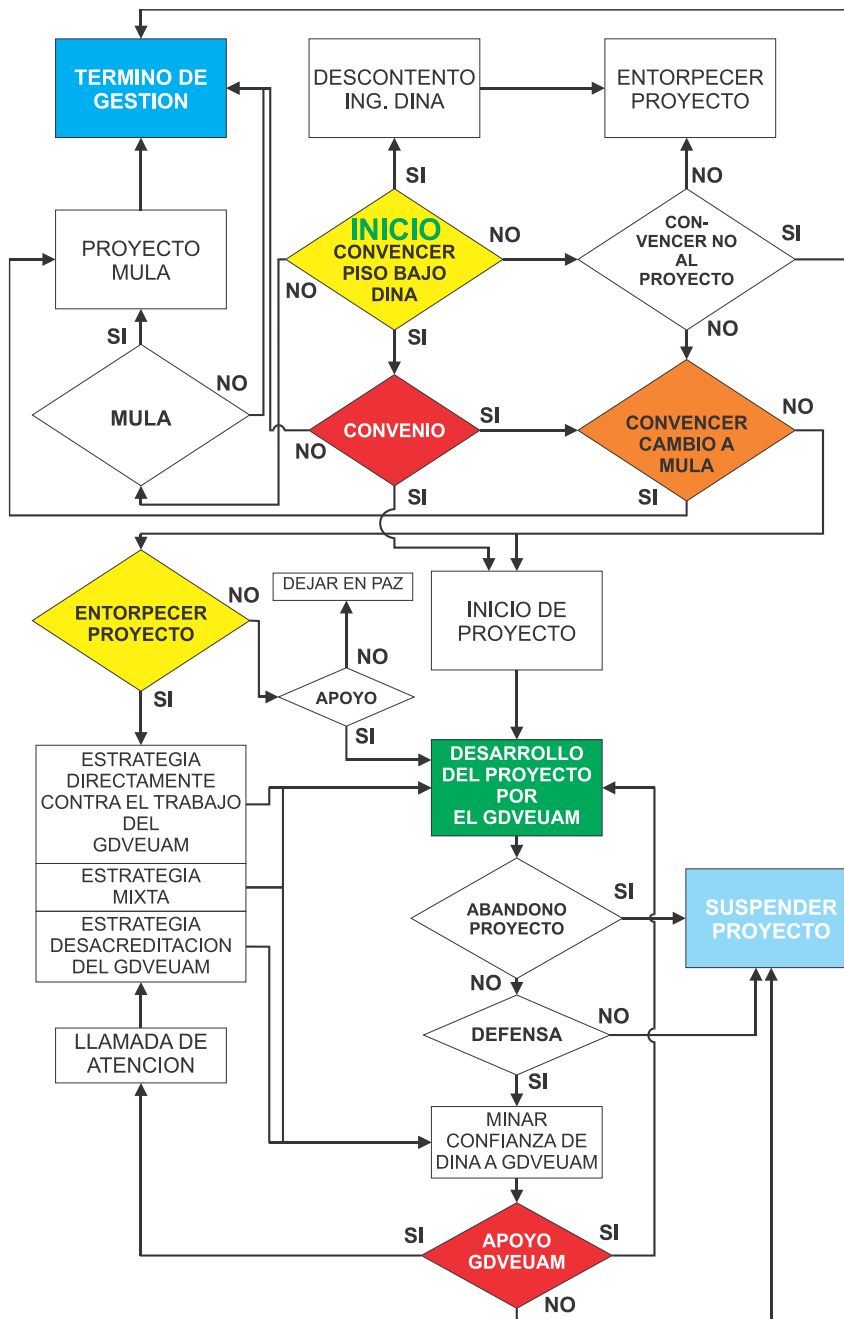 TERMINO DE
GESTION
DESCONTENTO
ING. DINA
ENTORPECER
PROYECTO
SI
NO
PROYECTO
MULA
INICIO
CONVENCER
PISO BAJO
DINA
NO
NO
CON-
VENCER NO
AL
PROYECTO
SI
SI
NO
MULA
SI
NO
CONVENIO
SI
NO
SI
NO
CONVENCER
CAMBIO A
MULA
NO
SI
ENTORPECER
PROYECTO
NO
SI
DEJAR EN PAZ
NO
APOYO
SI
INICIO DE
PROYECTO
ESTRATEGIA
DIRECTAMENTE
CONTRA EL TRABAJO
DEL
GDVEUAM
ESTRATEGIA
MIXTA
ESTRATEGIA
DESACREDITACION
DEL GDVEUAM
DESARROLLO
DEL PROYECTO
POR
EL GDVEUAM
ABANDONO
PROYECTO
SI
NO
SUSPENDER
PROYECTO
DEFENSA
NO
SI
LLAMADA DE
ATENCION
MINAR
CONFIANZA DE
DINA A GDVEUAM
SI
APOYO
GDVEUAM
SI
NO